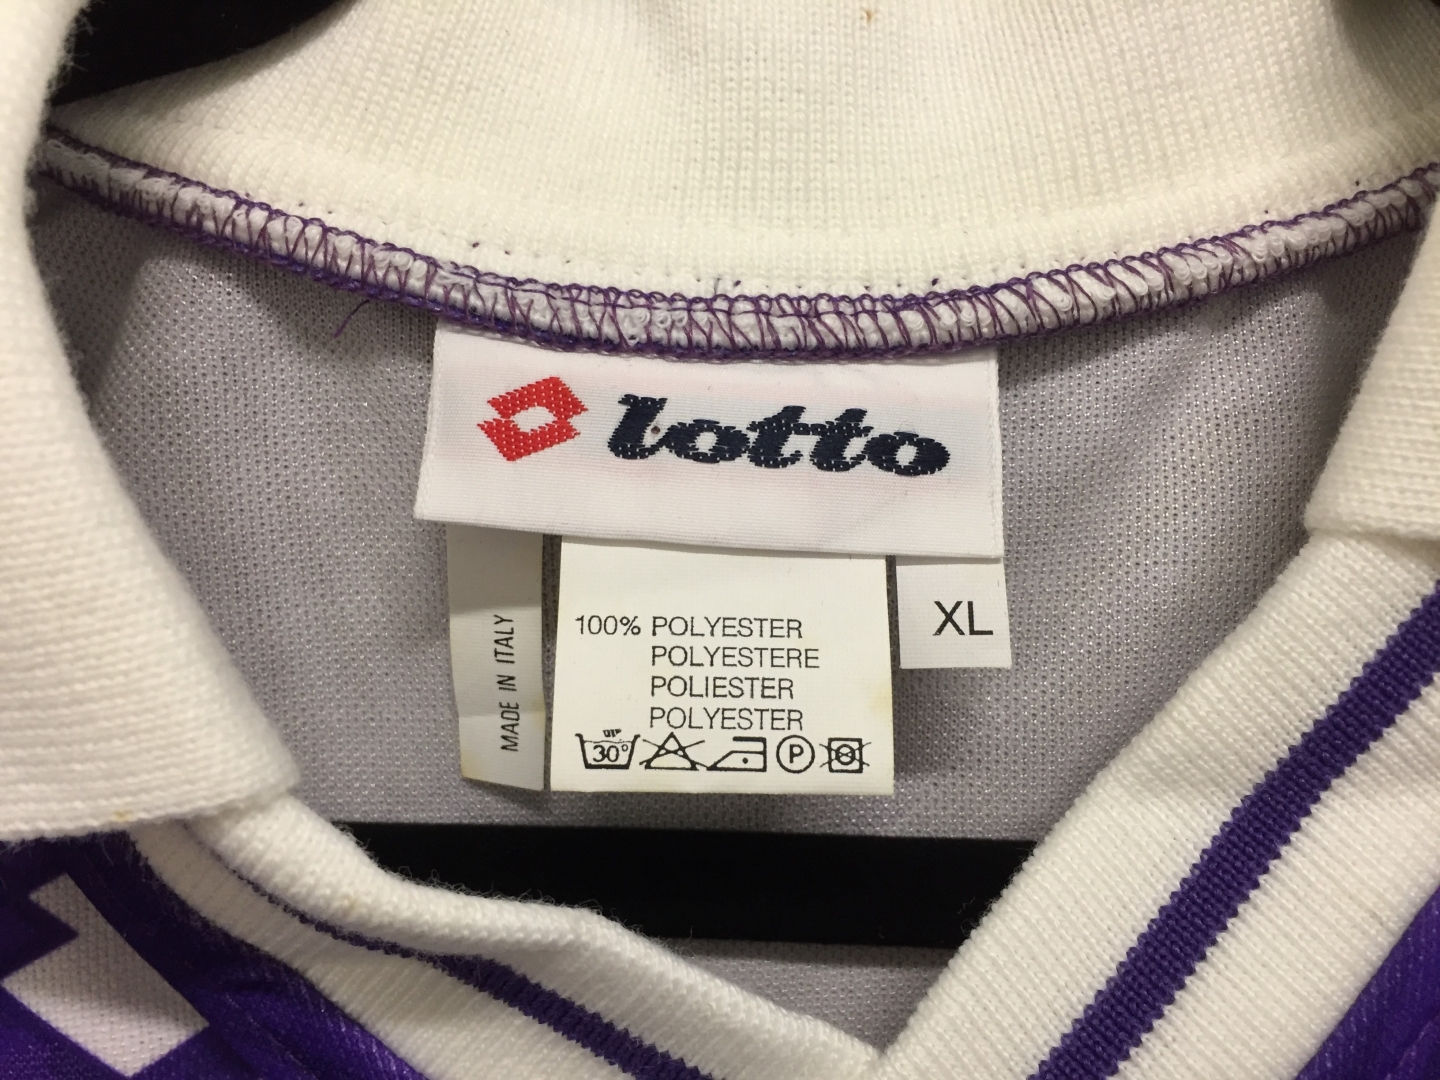 lotto
MADE IN ITALY
100% POLYESTER
POLYESTERE
POLIESTER
POLYESTER
30°
P
XL